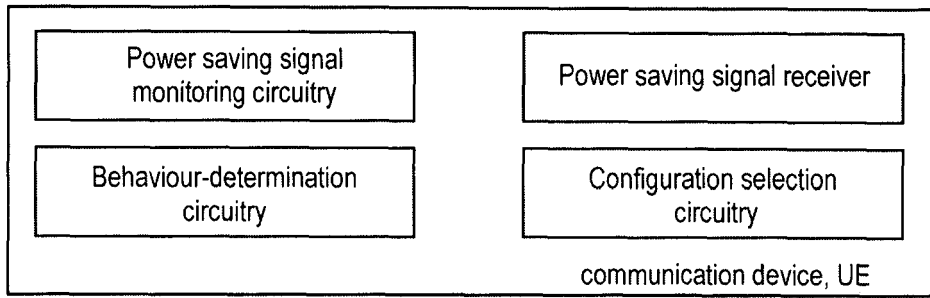 Power saving signal
monitoring circuitry
Power saving signal receiver
Behaviour-determination
circuitry
Configuration selection
circuitry
communication device, UE